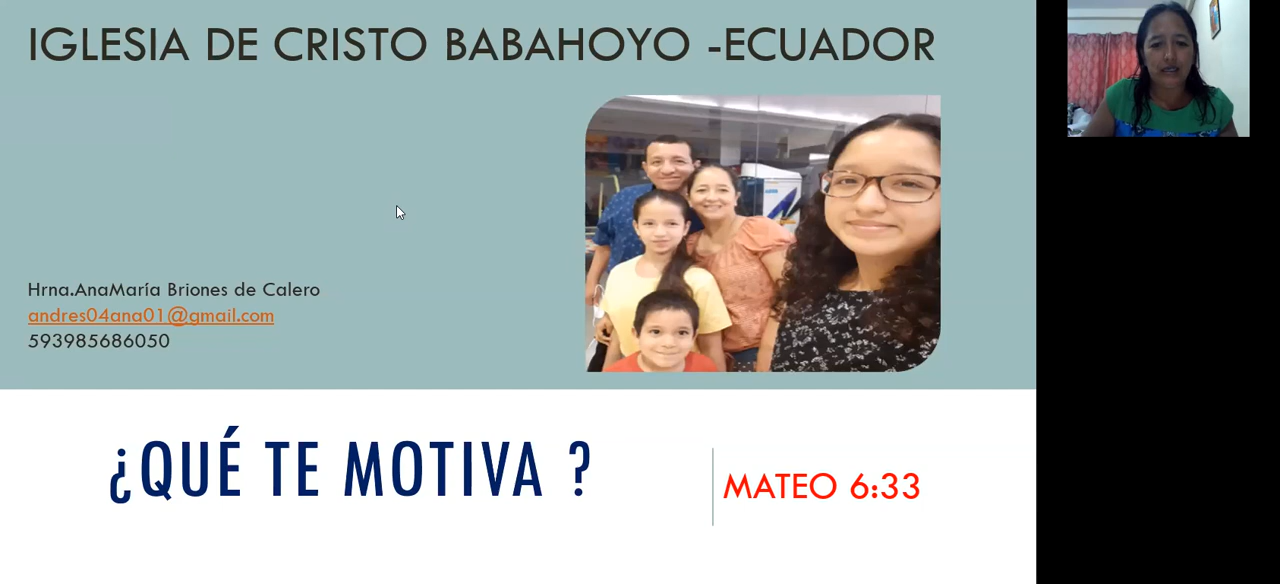 IGLESIA DE CRISTO BABAHOYO -ECUADOR
Hrna.AnaMaría Briones de Calero
andres04ana01@gmail.com
593985686050
¿QUÉ TE MOTIVA ?
MATEO 6:33